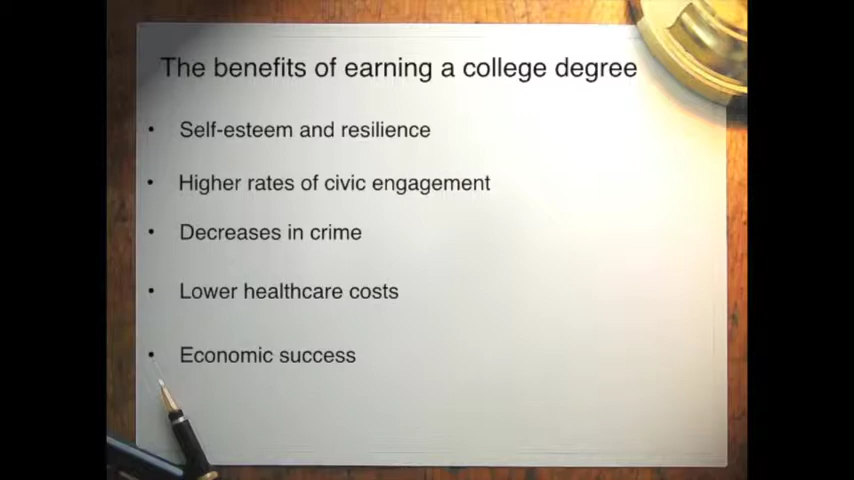 The benefits of earning a college degree
• Self-esteem and resilience
• Higher rates of civic engagement
• Decreases in crime
• Lower healthcare costs
• Economic success